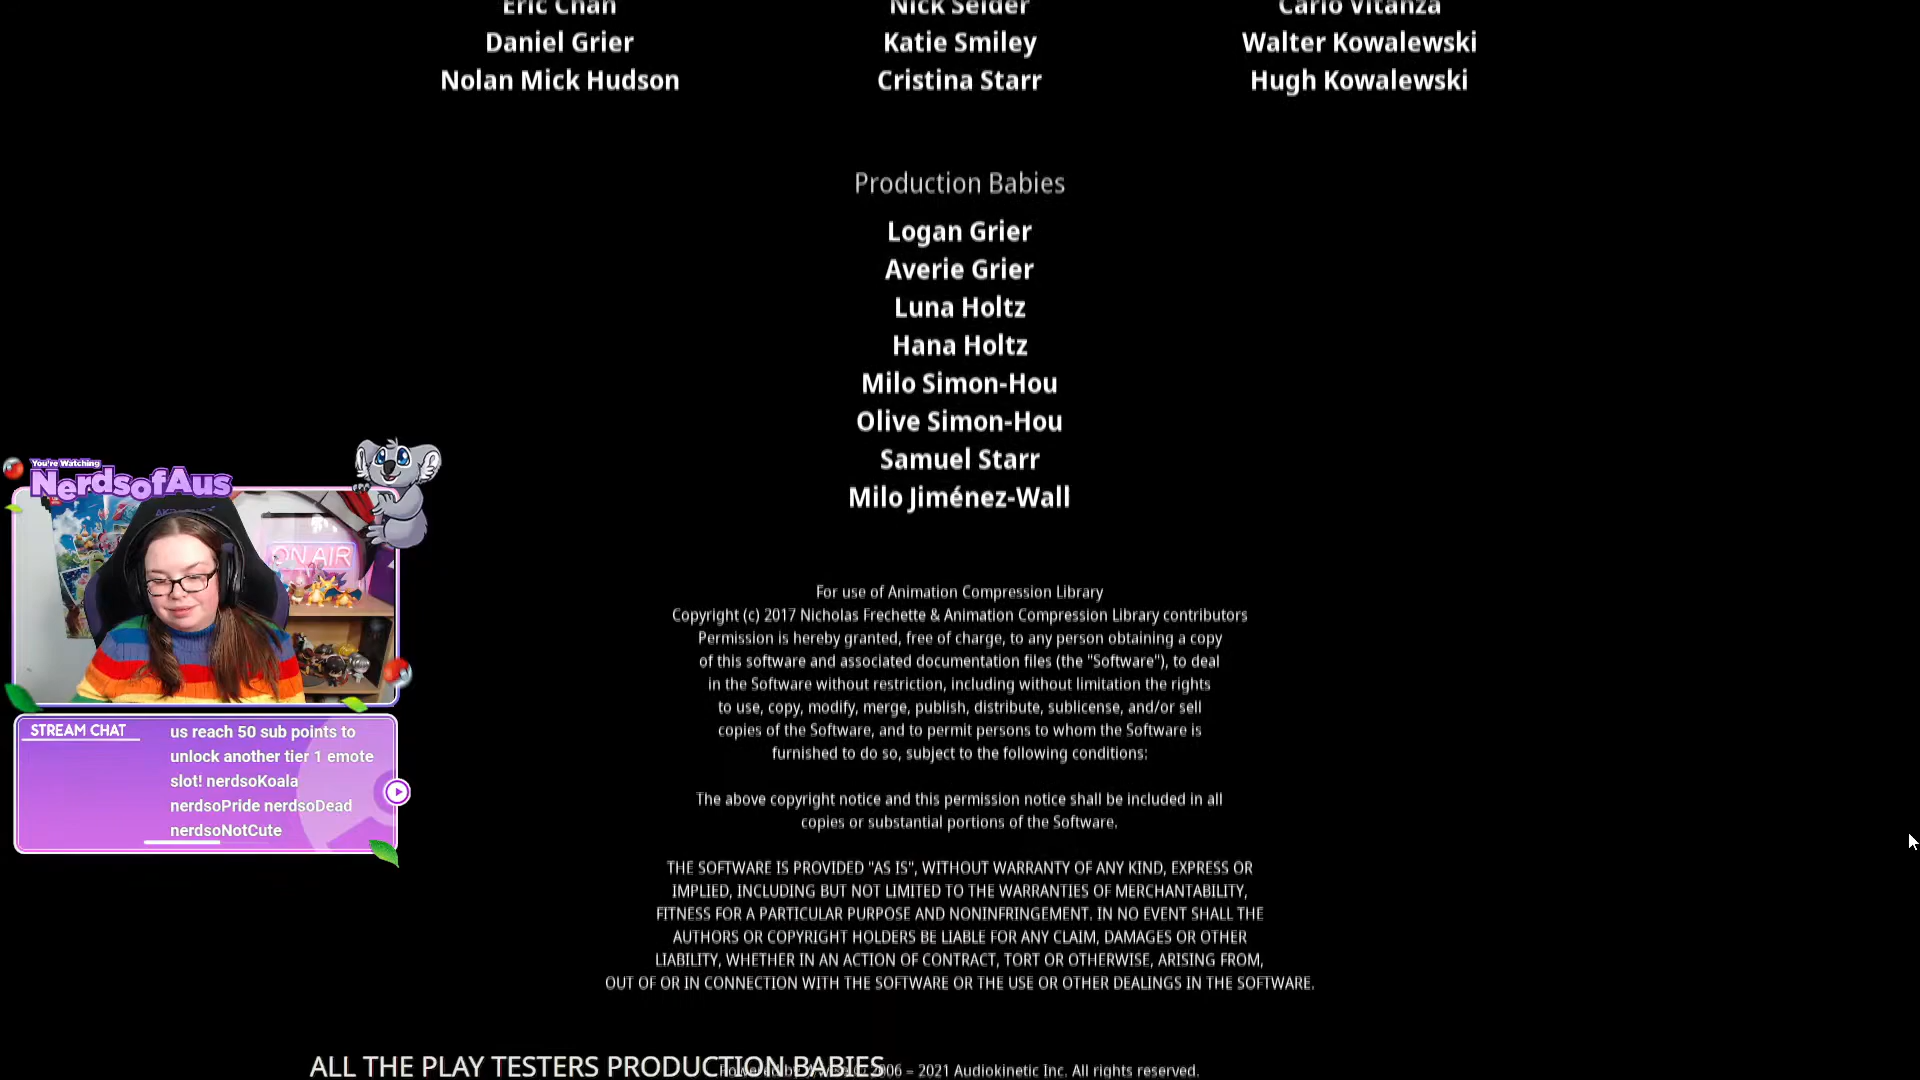 Eric Chan
Nick Seider
Carlo Vitanza
Daniel Grier
Katie Smiley
Walter Kowalewski
Nolan Mick Hudson
Cristina Starr
Hugh Kowalewski
Production Babies
Logan Grier
Averie Grier
Luna Holtz
Hana Holtz
Milo Simon-Hou
Olive Simon-Hou
Samuel Starr
Milo Jiménez-Wall
You're Watching
NerdsofAus
ON AIR
STREAM CHAT
us reach 50 sub points to
unlock another tier 1 emote
slot! nerdsoKoala
nerdsoPride nerdsoDead
nerdsoNotCute
For use of Animation Compression Library
Copyright (c) 2017 Nicholas Frechette & Animation Compression Library contributors
Permission is hereby granted, free of charge, to any person obtaining a copy
of this software and associated documentation files (the "Software"), to deal
in the Software without restriction, including without limitation the rights
to use, copy, modify, merge, publish, distribute, sublicense, and/or sell
copies of the Software, and to permit persons to whom the Software is
furnished to do so, subject to the following conditions:
The above copyright notice and this permission notice shall be included in all
copies or substantial portions of the Software.
THE SOFTWARE IS PROVIDED "AS IS", WITHOUT WARRANTY OF ANY KIND, EXPRESS OR
IMPLIED, INCLUDING BUT NOT LIMITED TO THE WARRANTIES OF MERCHANTABILITY,
FITNESS FOR A PARTICULAR PURPOSE AND NONINFRINGEMENT. IN NO EVENT SHALL THE
AUTHORS OR COPYRIGHT HOLDERS BE LIABLE FOR ANY CLAIM, DAMAGES OR OTHER
LIABILITY, WHETHER IN AN ACTION OF CONTRACT, TORT OR OTHERWISE, ARISING FROM,
OUT OF OR IN CONNECTION WITH THE SOFTWARE OR THE USE OR OTHER DEALINGS IN THE SOFTWARE.
ALL THE PLAY TESTERS PRODUCTION BABIES
2006 – 2021 Audiokinetic Inc. All rights reserved.